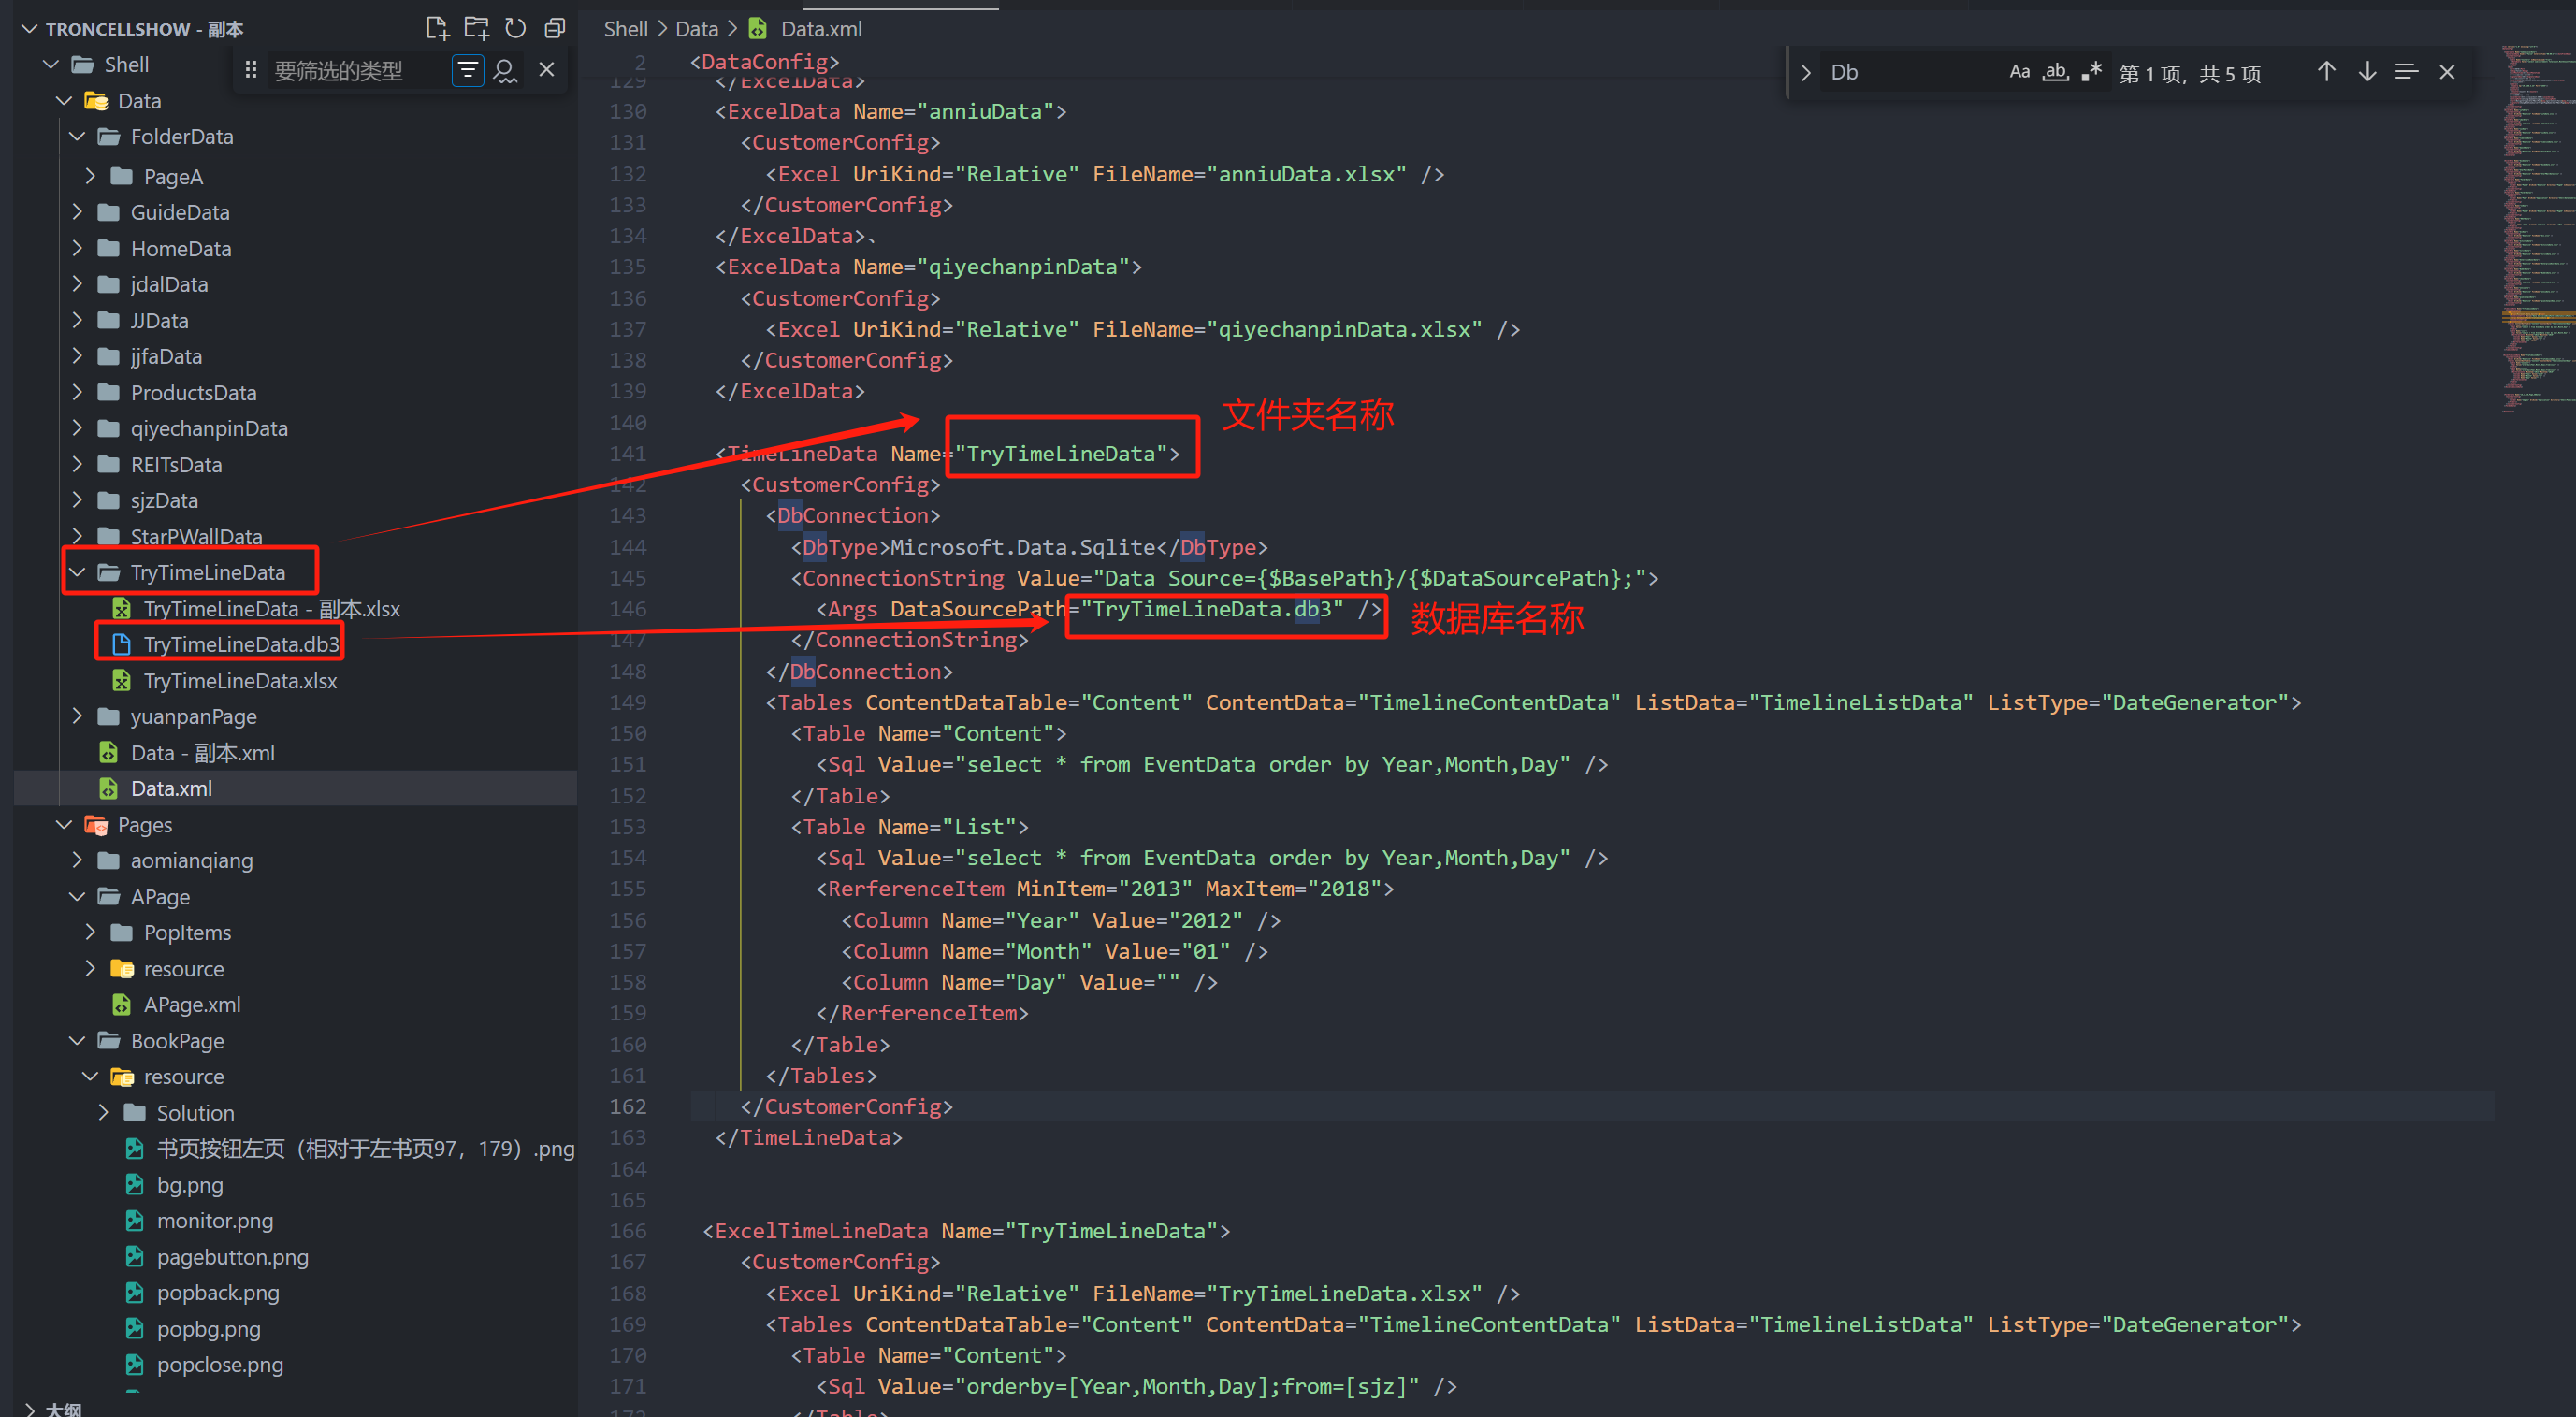 TRONCELLSHOW - 副本
Shell
要筛选的类型
Data
FolderData
PageA
GuideData
HomeData
jdalData
JJData
jjfaData
ProductsData
qiyechanpinData
REITsData
sjzData
StarPWallData
TryTimeLineData
TryTimeLineData - 副本.xlsx
TryTimeLineData.db3
TryTimeLineData.xlsx
yuanpanPage
Data - 副本.xml
Data.xml
Pages
aomianqiang
APage
PopItems
resource
APage.xml
BookPage
resource
Solution
书页按钮左页（相对于左书页97，179）.png
bg.png
monitor.png
pagebutton.png
popback.png
popbg.png
popclose.png
大纲
Shell > Data > Data.xml
Db
Aa ab .* 第 1 项，共 5 项
2 <DataConfig>
129 </ExcelData>
130 <ExcelData Name="anniuData">
131 <CustomerConfig>
132 <Excel UriKind="Relative" FileName="anniuData.xlsx" />
133 </CustomerConfig>
134 </ExcelData>、
135 <ExcelData Name="qiyechanpinData">
136 <CustomerConfig>
137 <Excel UriKind="Relative" FileName="qiyechanpinData.xlsx" />
138 </CustomerConfig>
139 </ExcelData>
140
文件夹名称
141 <TimeLineData Name="TryTimeLineData">
142 <CustomerConfig>
143 <DbConnection>
144 <DbType>Microsoft.Data.Sqlite</DbType>
145 <ConnectionString Value="Data Source={$BasePath}/{$DataSourcePath};">
146 <Args DataSourcePath="TryTimeLineData.db3" />
数据库名称
147 </ConnectionString>
148 </DbConnection>
149 <Tables ContentDataTable="Content" ContentData="TimelineContentData" ListData="TimelineListData" ListType="DateGenerator">
150 <Table Name="Content">
151 <Sql Value="select * from EventData order by Year,Month,Day" />
152 </Table>
153 <Table Name="List">
154 <Sql Value="select * from EventData order by Year,Month,Day" />
155 <RerferenceItem MinItem="2013" MaxItem="2018">
156 <Column Name="Year" Value="2012" />
157 <Column Name="Month" Value="01" />
158 <Column Name="Day" Value="" />
159 </RerferenceItem>
160 </Table>
161 </Tables>
162 </CustomerConfig>
163 </TimeLineData>
164
165
166 <ExcelTimeLineData Name="TryTimeLineData">
167 <CustomerConfig>
168 <Excel UriKind="Relative" FileName="TryTimeLineData.xlsx" />
169 <Tables ContentDataTable="Content" ContentData="TimelineContentData" ListData="TimelineListData" ListType="DateGenerator">
170 <Table Name="Content">
171 <Sql Value="orderby=[Year,Month,Day];from=[sjz]" />
172 </Table>